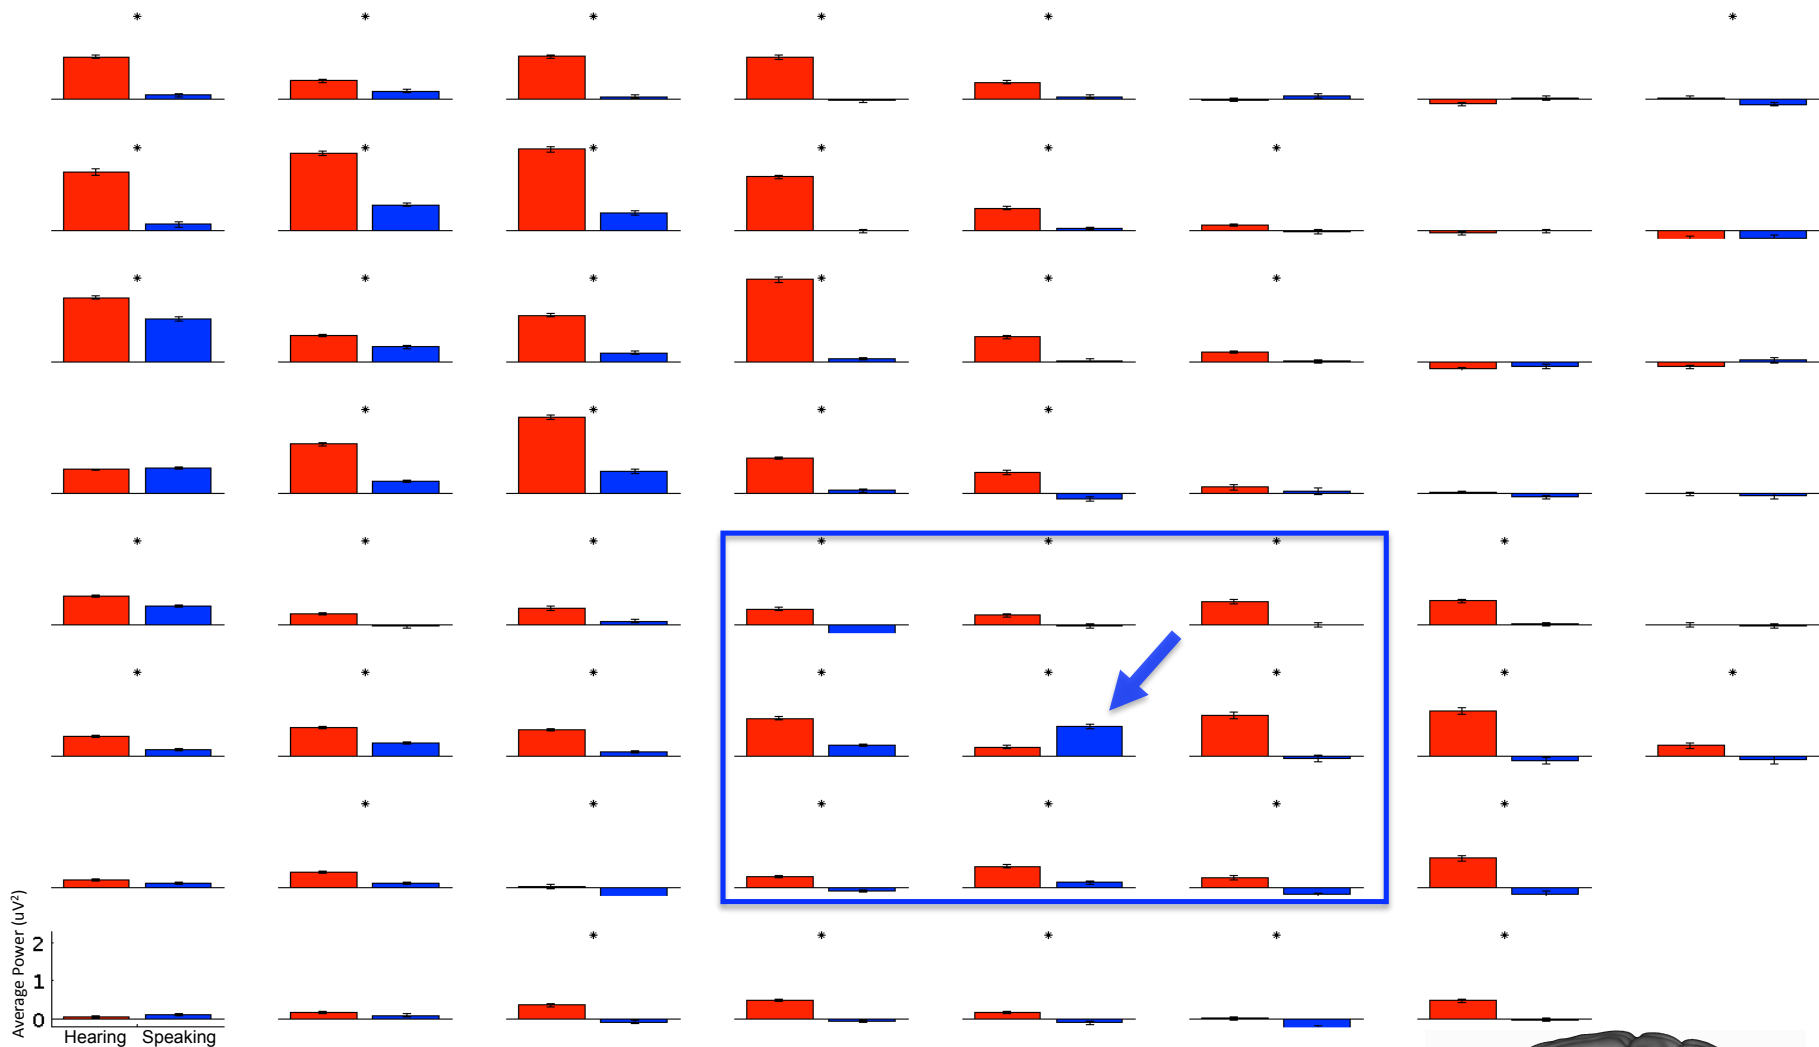 * * * * * *
* * * * * *
* * * * * *
* * * *
* * * * * * *
* * * * * * * *
* * * * * *
* * * * *
Average Power (uV²)
2
1
0
Hearing Speaking